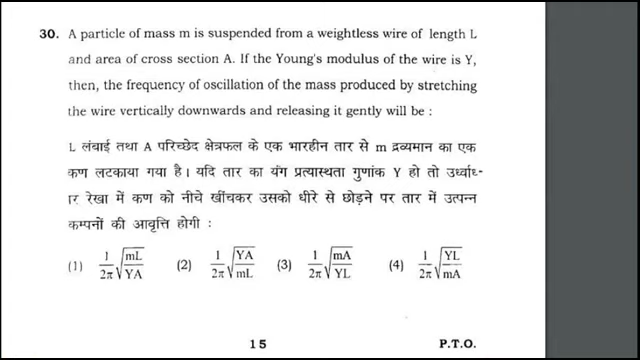 30. A particle of mass m is suspended from a weightless wire of length L
and area of cross section A. If the Young's modulus of the wire is Y,
then, the frequency of oscillation of the mass produced by stretching
the wire vertically downwards and releasing it gently will be :
L लंबाई तथा A परिच्छेद क्षेत्रफल के एक भारहीन तार से m द्रव्यमान का एक
कण लटकाया गया है। यदि तार का यंग प्रत्यास्थता गुणांक Y हो तो उर्ध्वाध-
र रेखा में कण को नीचे खींचकर उसको धीरे से छोड़ने पर तार में उत्पन्न
कम्पनों की आवृत्ति होगी :
(1) 1/2π √(mL/YA) (2) 1/2π √(YA/mL) (3) 1/2π √(mA/YL) (4) 1/2π √(YL/mA)
15 P.T.O.